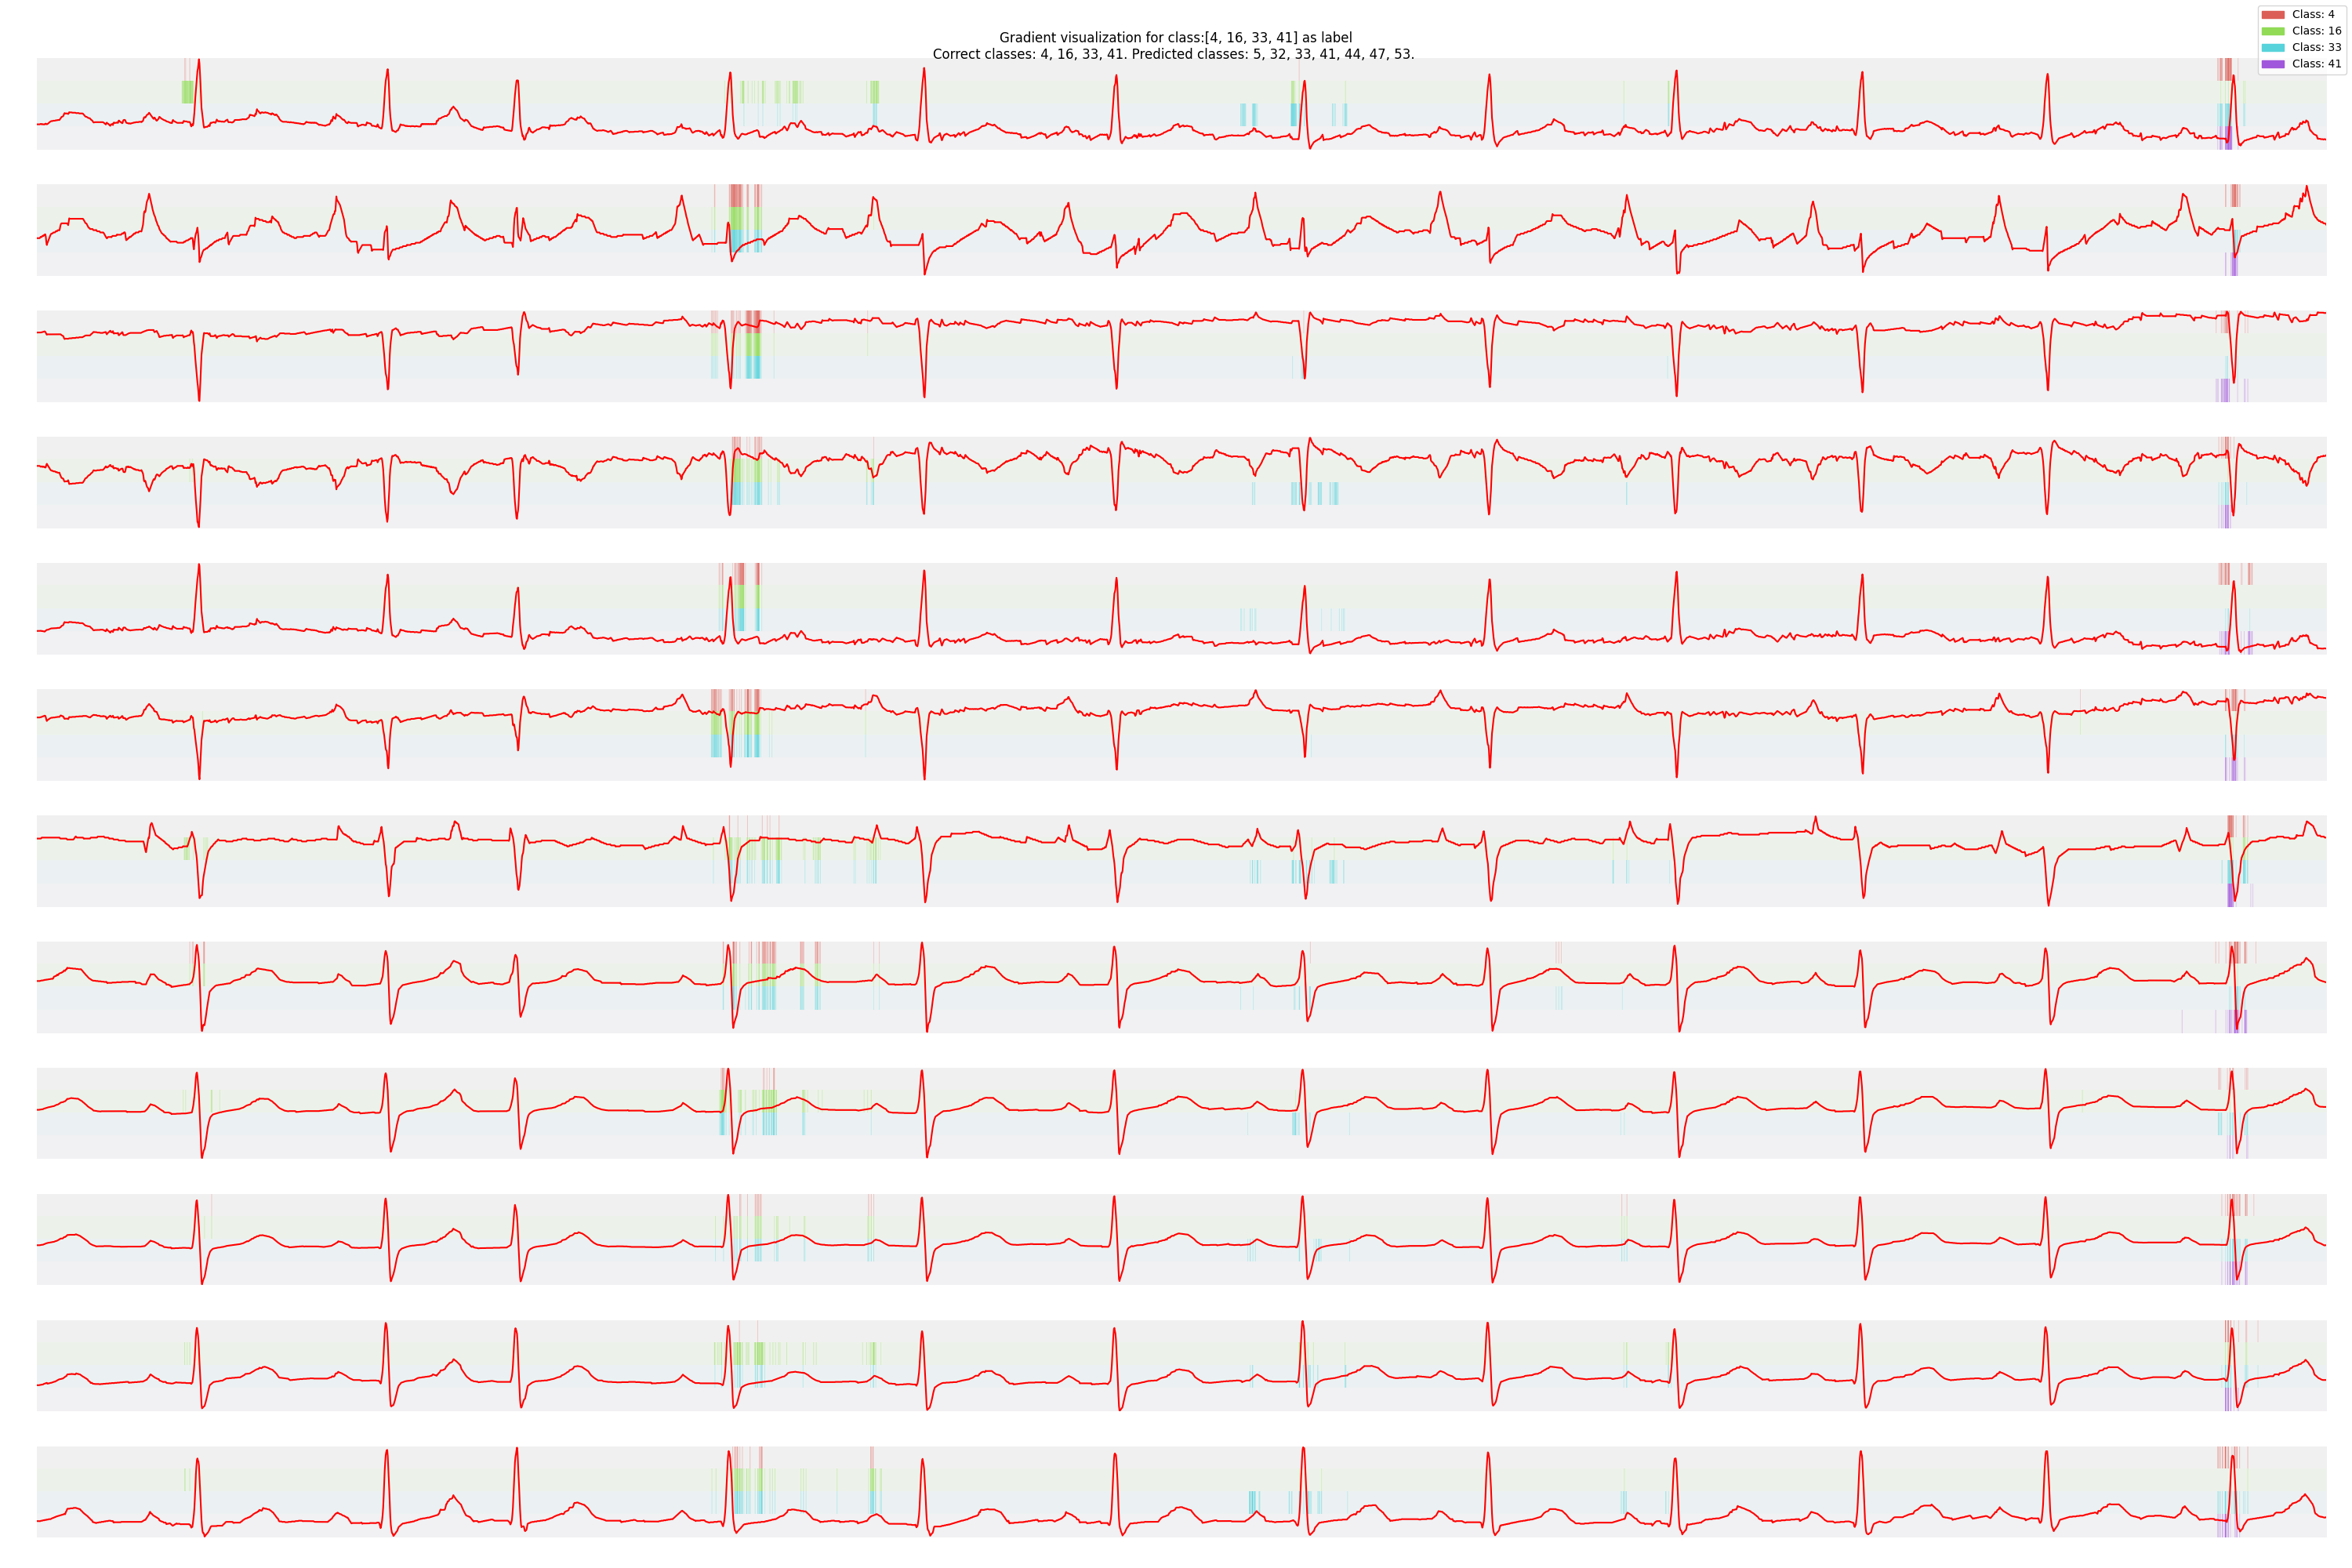 Gradient visualization for class:[4, 16, 33, 41] as label
Correct classes: 4, 16, 33, 41. Predicted classes: 5, 32, 33, 41, 44, 47, 53.
Class: 4
Class: 16
Class: 33
Class: 41